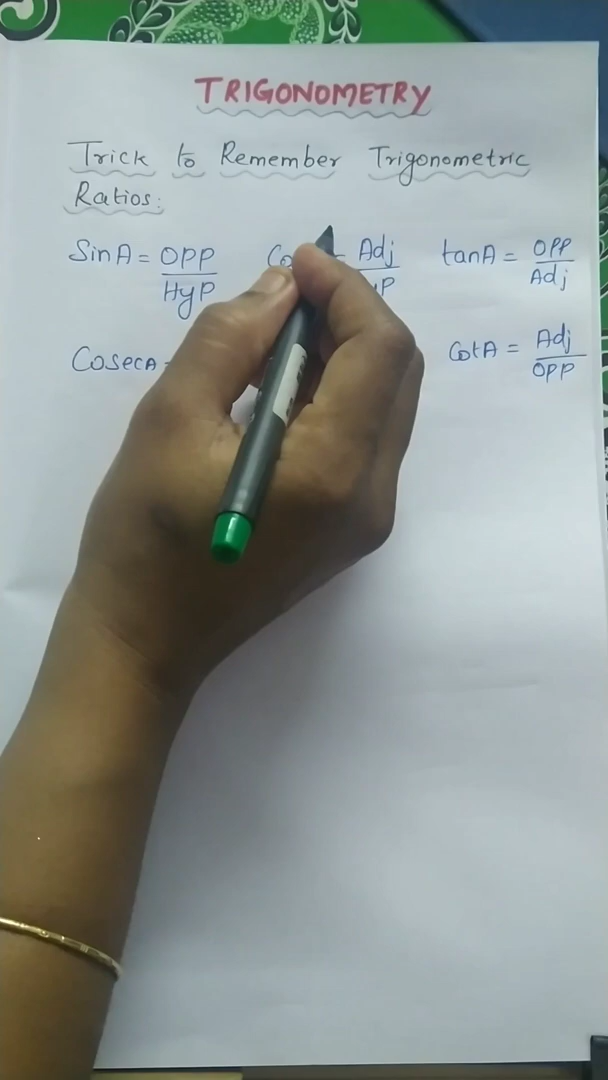 TRIGONOMETRY
Trick to Remember Trigonometric
Ratios:
SinA = OPP/HYP Adj tanA = OPP/Adj
CosecA CotA = Adj/OPP